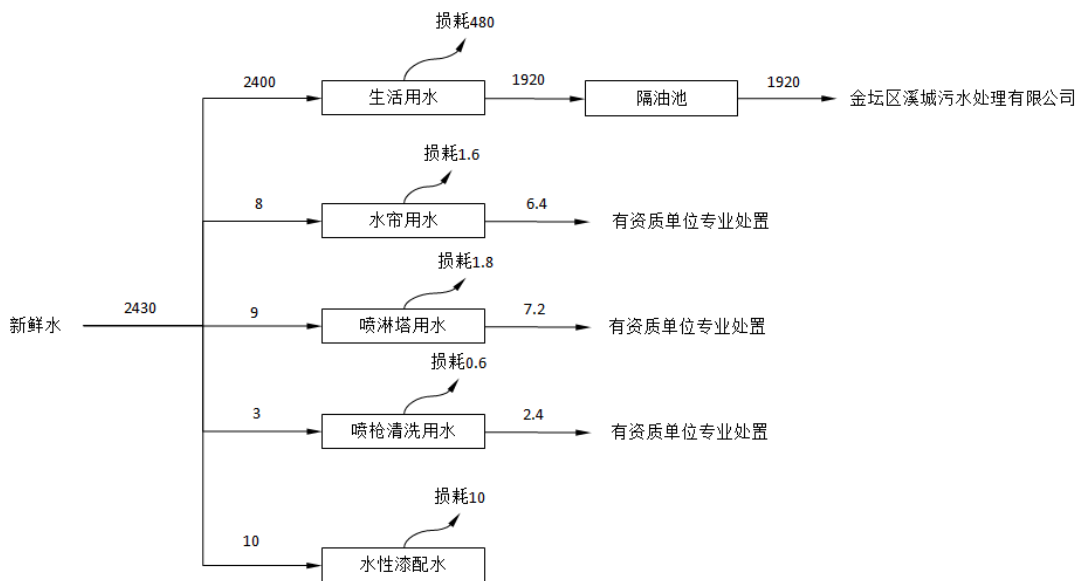 损耗480
2400
生活用水
1920
隔油池
1920
金坛区溪城污水处理有限公司
损耗1.6
8
水帘用水
6.4
有资质单位专业处置
损耗1.8
新鲜水
2430
9
喷淋塔用水
7.2
有资质单位专业处置
损耗0.6
3
喷枪清洗用水
2.4
有资质单位专业处置
损耗10
10
水性漆配水